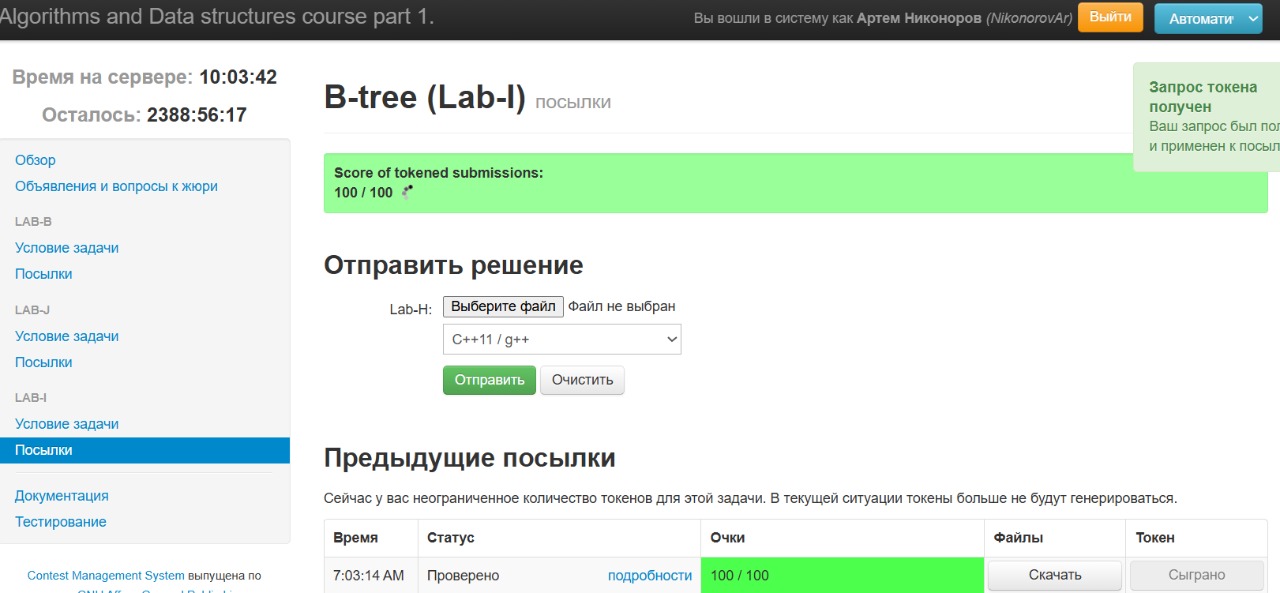 Algorithms and Data structures course part 1.
Вы вошли в систему как Артем Никоноров (NikonorovAr)
Выйти
Автомати
Время на сервере: 10:03:42
Осталось: 2388:56:17
Обзор
Объявления и вопросы к жюри
LAB-B
Условие задачи
Посылки
LAB-J
Условие задачи
Посылки
LAB-I
Условие задачи
Посылки
Документация
Тестирование
Contest Management System выпущена по
B-tree (Lab-I) посылки
Запрос токена
получен
Ваш запрос был пол
и применен к посыл
Score of tokened submissions:
100 / 100
Отправить решение
Lab-H: Выберите файл Файл не выбран
C++11 / g++
Отправить Очистить
Предыдущие посылки
Сейчас у вас неограниченное количество токенов для этой задачи. В текущей ситуации токены больше не будут генерироваться.
Время Статус Очки Файлы Токен
7:03:14 AM Проверено подробности 100 / 100 Скачать Сыграно